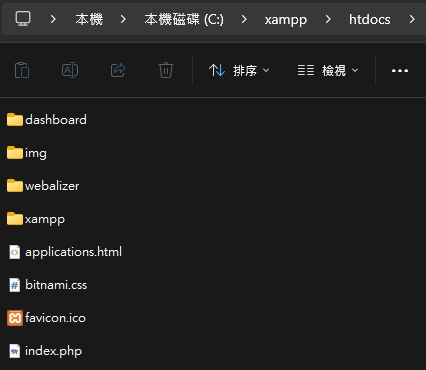 本機 本機磁碟 (C:) xampp htdocs
排序 檢視
dashboard
img
webalizer
xampp
applications.html
bitnami.css
favicon.ico
index.php